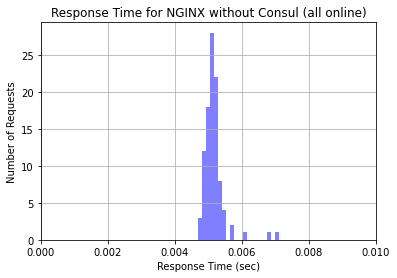 Response Time for NGINX without Consul (all online)
Number of Requests
25
20
15
10
5
0
0.000 0.002 0.004 0.006 0.008 0.010
Response Time (sec)